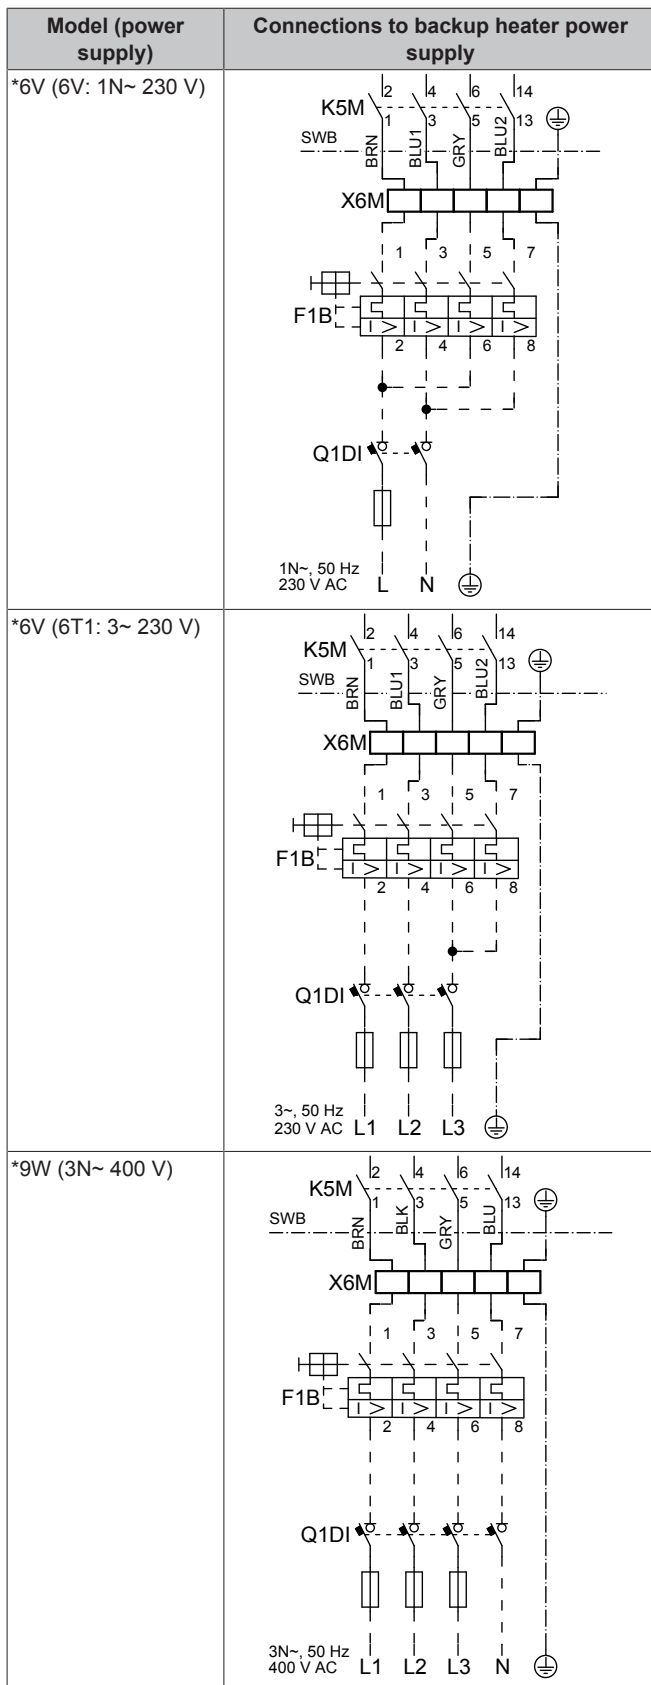 Model (power supply)
Connections to backup heater power supply
*6V (6V: 1N~ 230 V)
2 4 6 14
K5M
1 3 5 13
SWB
BRN BLU1 GRY BLU2
X6M
1 3 5 7
F1B
I > I > I > I >
2 4 6 8
Q1DI
1N~, 50 Hz
230 V AC
L N
*6V (6T1: 3~ 230 V)
2 4 6 14
K5M
1 3 5 13
SWB
BRN BLU1 GRY BLU2
X6M
1 3 5 7
F1B
I > I > I > I >
2 4 6 8
Q1DI
3~, 50 Hz
230 V AC
L1 L2 L3
*9W (3N~ 400 V)
2 4 6 14
K5M
1 3 5 13
SWB
BRN BLK GRY BLU
X6M
1 3 5 7
F1B
I > I > I > I >
2 4 6 8
Q1DI
3N~, 50 Hz
400 V AC
L1 L2 L3 N